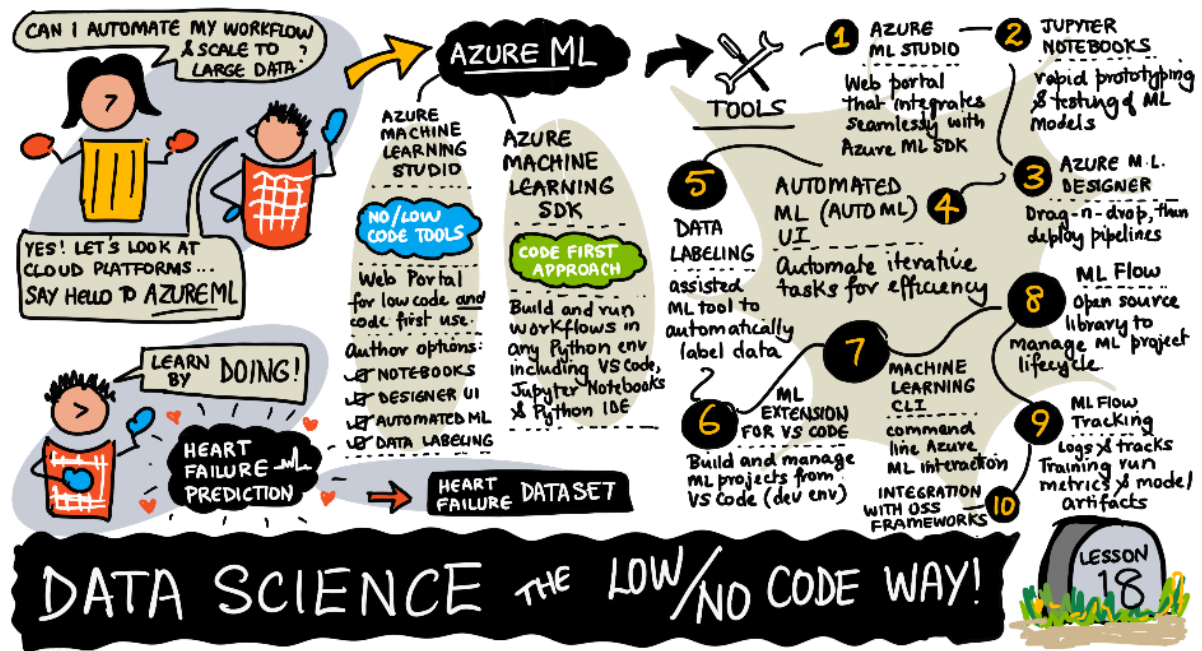 CAN I AUTOMATE MY WORKFLOW
& SCALE TO
LARGE DATA?
YES! LET'S LOOK AT
CLOUD PLATFORMS...
SAY HELLO TO AZUREML
LEARN
BY DOING!
HEART
FAILURE
PREDICTION
HEART
FAILURE DATASET
AZURE ML
AZURE
MACHINE
LEARNING
STUDIO
NO/LOW
CODE TOOLS
Web Portal
for low code and
code first use.
Author options:
NOTEBOOKS
DESIGNER UI
AUTOMATED ML
DATA LABELING
AZURE
MACHINE
LEARNING
SDK
CODE FIRST
APPROACH
Build and run
workflows in
any Python env
including VS Code,
Jupyter Notebooks
& Python IDE
TOOLS
1 AZURE
ML STUDIO
Web portal
that integrates
seamlessly with
Azure ML SDK
2 JUPYTER
NOTEBOOKS
rapid prototyping
& testing of ML
Models
3 AZURE M.L.
DESIGNER
Drag-n-drop, then
deploy pipelines
4
AUTOMATED
ML (AUTO ML)
UI
Automate iterative
tasks for efficiency
5
DATA
LABELING
assisted
ML tool to
automatically
label data
6 ML
EXTENSION
FOR VS CODE
Build and manage
ML projects from
VS Code (dev env)
7
MACHINE
LEARNING
CLI
command
line Azure
ML interaction
8 ML FLOW
Open source
library to
manage ML project
lifecycle.
9 MLFLOW
Tracking
Logs & tracks
Training run
metrics & model
artifacts
10
INTEGRATION
WITH OSS
FRAMEWORKS
DATA SCIENCE THE LOW/NO CODE WAY!
LESSON
18